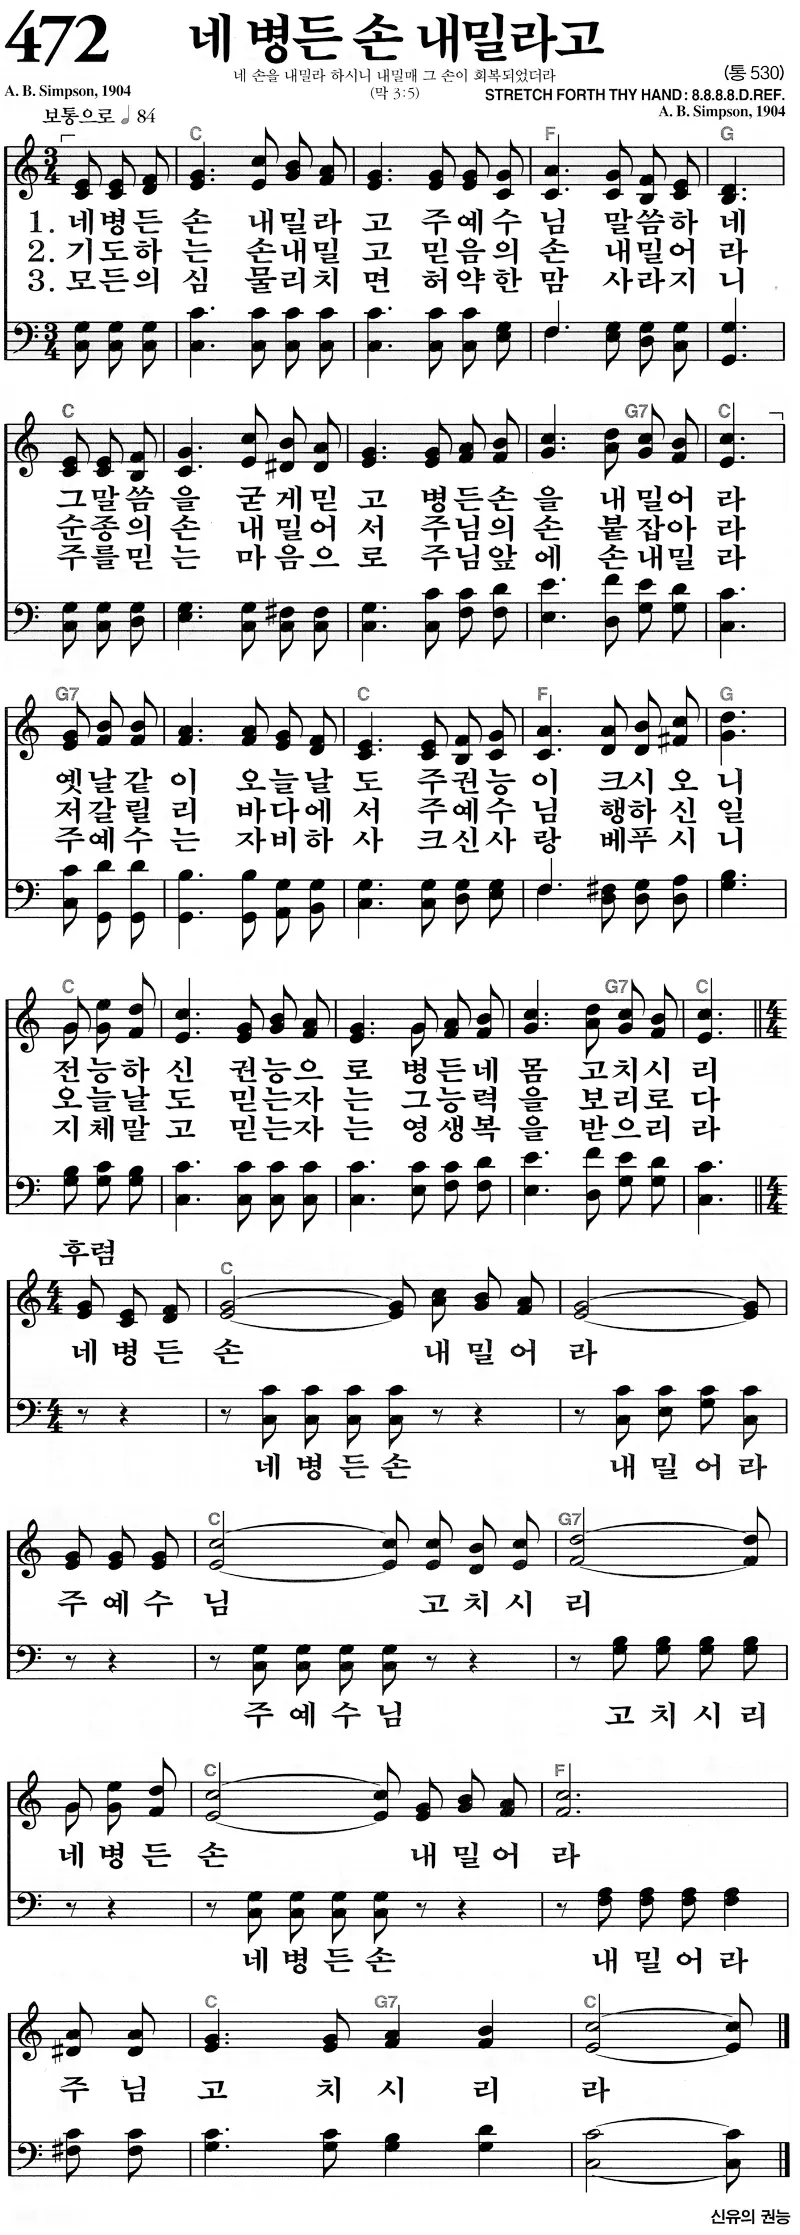 472 네 병든 손 내밀라고
네 손을 내밀라 하시니 내밀매 그 손이 회복되었더라
(통 530)
A. B. Simpson, 1904
(막 3:5)
STRETCH FORTH THY HAND : 8.8.8.8.D.REF.
A. B. Simpson, 1904
보통으로 ♩ 84
C F G
3 4
1. 네병든 손 내밀라 고 주예수 님 말씀하 네
2. 기도하 는 손내밀 고 믿음의 손 내밀어 라
3. 모든의 심 물리치 면 허약한 맘 사라지 니
3 4
C G7 C
그말씀 을 굳게믿 고 병든손 을 내밀어 라
순종의 손 내밀어 서 주님의 손 붙잡아 라
주를믿 는 마음으 로 주님앞 에 손내밀 라
G7 C F G
옛날같 이 오늘날 도 주권능 이 크시오 니
저갈릴 리 바다에 서 주예수 님 행하신 일
주예수 는 자비하 사 크신사 랑 베푸시 니
C G7 C
4 4
전능하 신 권능으 로 병든네 몸 고치시 리
오늘날 도 믿는자 는 그능력 을 보리로 다
지체말 고 믿는자 는 영생복 을 받으리 라
4 4
후렴
C
4 4
네 병 든 손 내 밀 어 라
4 4
네 병 든 손 내 밀 어 라
C G7
주 예 수 님 고 치 시 리
주 예 수 님 고 치 시 리
C F
네 병 든 손 내 밀 어 라
네 병 든 손 내 밀 어 라
C G7 C
주 님 고 치 시 리 라
신유의 권능